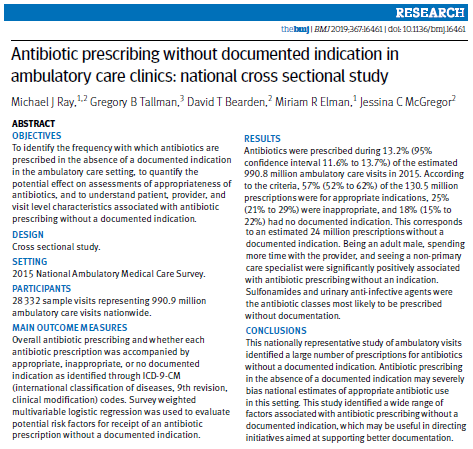 RESEARCH
thebmj | BMJ 2019;367:l6461 | doi: 10.1136/bmj.l6461
Antibiotic prescribing without documented indication in
ambulatory care clinics: national cross sectional study
Michael J Ray,1,2 Gregory B Tallman,3 David T Bearden,2 Miriam R Elman,1 Jessina C McGregor2
ABSTRACT
OBJECTIVES
To identify the frequency with which antibiotics are
prescribed in the absence of a documented indication
in the ambulatory care setting, to quantify the
potential effect on assessments of appropriateness of
antibiotics, and to understand patient, provider, and
visit level characteristics associated with antibiotic
prescribing without a documented indication.
DESIGN
Cross sectional study.
SETTING
2015 National Ambulatory Medical Care Survey.
PARTICIPANTS
28 332 sample visits representing 990.9 million
ambulatory care visits nationwide.
MAIN OUTCOME MEASURES
Overall antibiotic prescribing and whether each
antibiotic prescription was accompanied by
appropriate, inappropriate, or no documented
indication as identified through ICD-9-CM
(international classification of diseases, 9th revision,
clinical modification) codes. Survey weighted
multivariable logistic regression was used to evaluate
potential risk factors for receipt of an antibiotic
prescription without a documented indication.
RESULTS
Antibiotics were prescribed during 13.2% (95%
confidence interval 11.6% to 13.7%) of the estimated
990.8 million ambulatory care visits in 2015. According
to the criteria, 57% (52% to 62%) of the 130.5 million
prescriptions were for appropriate indications, 25%
(21% to 29%) were inappropriate, and 18% (15% to
22%) had no documented indication. This corresponds
to an estimated 24 million prescriptions without a
documented indication. Being an adult male, spending
more time with the provider, and seeing a non-primary
care specialist were significantly positively associated
with antibiotic prescribing without an indication.
Sulfonamides and urinary anti-infective agents were
the antibiotic classes most likely to be prescribed
without documentation.
CONCLUSIONS
This nationally representative study of ambulatory visits
identified a large number of prescriptions for antibiotics
without a documented indication. Antibiotic prescribing
in the absence of a documented indication may severely
bias national estimates of appropriate antibiotic use
in this setting. This study identified a wide range of
factors associated with antibiotic prescribing without a
documented indication, which may be useful in directing
initiatives aimed at supporting better documentation.